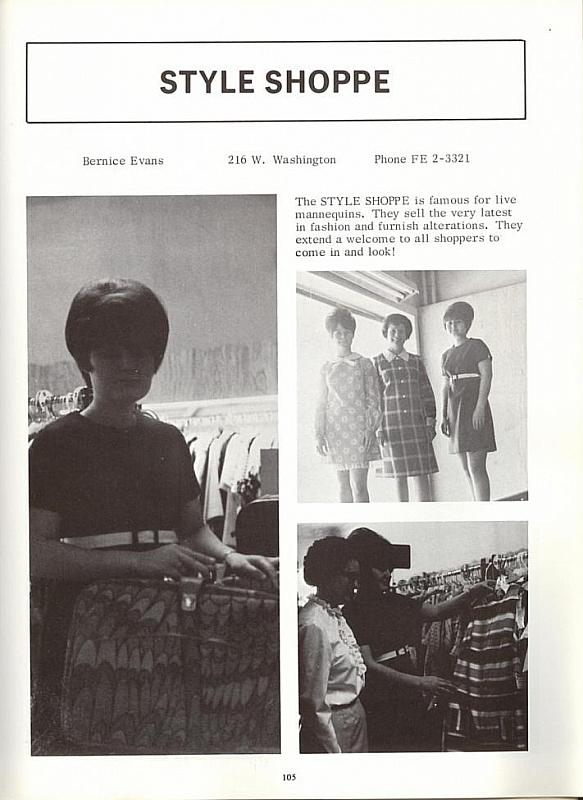 STYLE SHOPPE
Bernice Evans 216 W. Washington Phone FE 2-3321
The STYLE SHOPPE is famous for live
mannequins. They sell the very latest
in fashion and furnish alterations. They
extend a welcome to all shoppers to
come in and look!
105